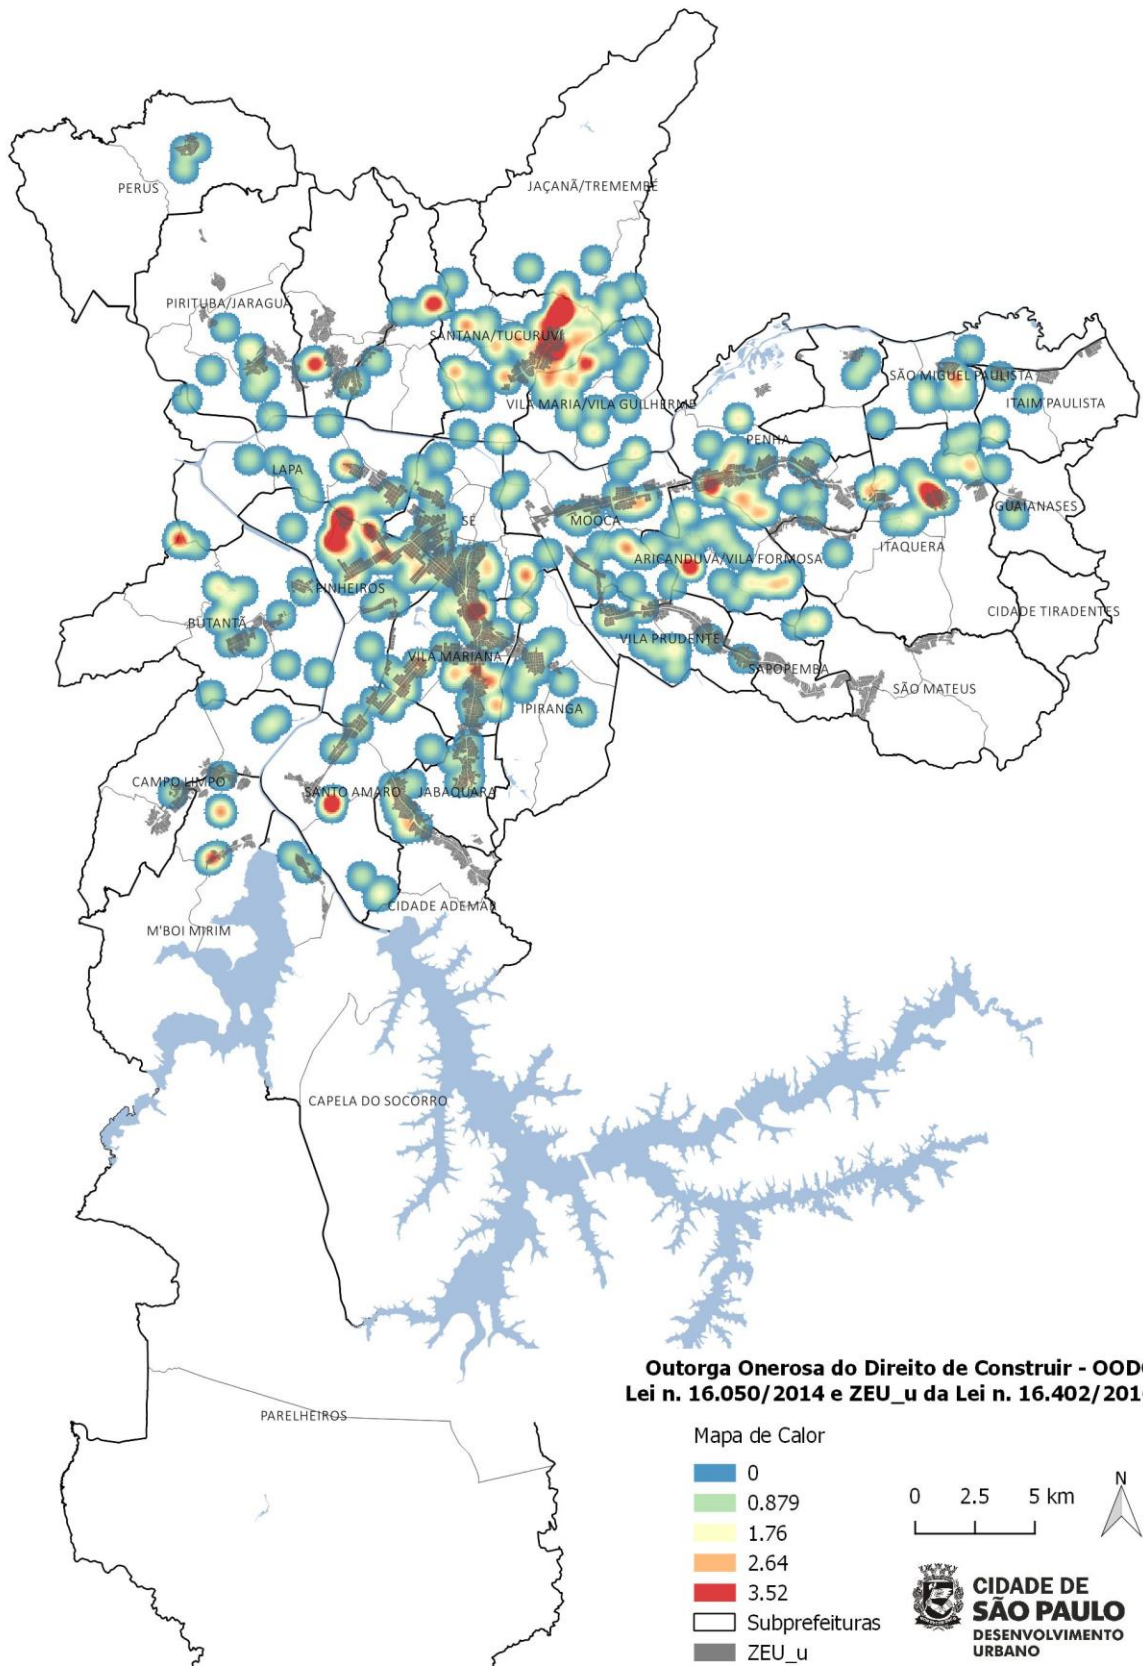 PERUS
JAÇANÃ/TREMEMBÉ
PIRITUBA/JARAGUÁ
SANTANA/TUCURUVI
SÃO MIGUEL PAULISTA
ITAIM PAULISTA
VILA MARIA/VILA GUILHERME
PENHA
LAPA
GUAIANASES
MOOCA
SÉ
ITAQUERA
ARICANDUVA/VILA FORMOSA
PINHEIROS
CIDADE TIRADENTES
BUTANTÃ
VILA PRUDENTE
VILA MARIANA
SAPOPEMBA
SÃO MATEUS
IPIRANGA
CAMPO LIMPO
SANTO AMARO
JABAQUARA
CIDADE ADEMAR
M'BOI MIRIM
CAPELA DO SOCORRO
PARELHEIROS
Outorga Onerosa do Direito de Construir - OOD
Lei n. 16.050/2014 e ZEU_u da Lei n. 16.402/201
Mapa de Calor
0
0.879
1.76
2.64
3.52
Subprefeituras
ZEU_u
0 2.5 5 km
N
CIDADE DE
SÃO PAULO
DESENVOLVIMENTO
URBANO